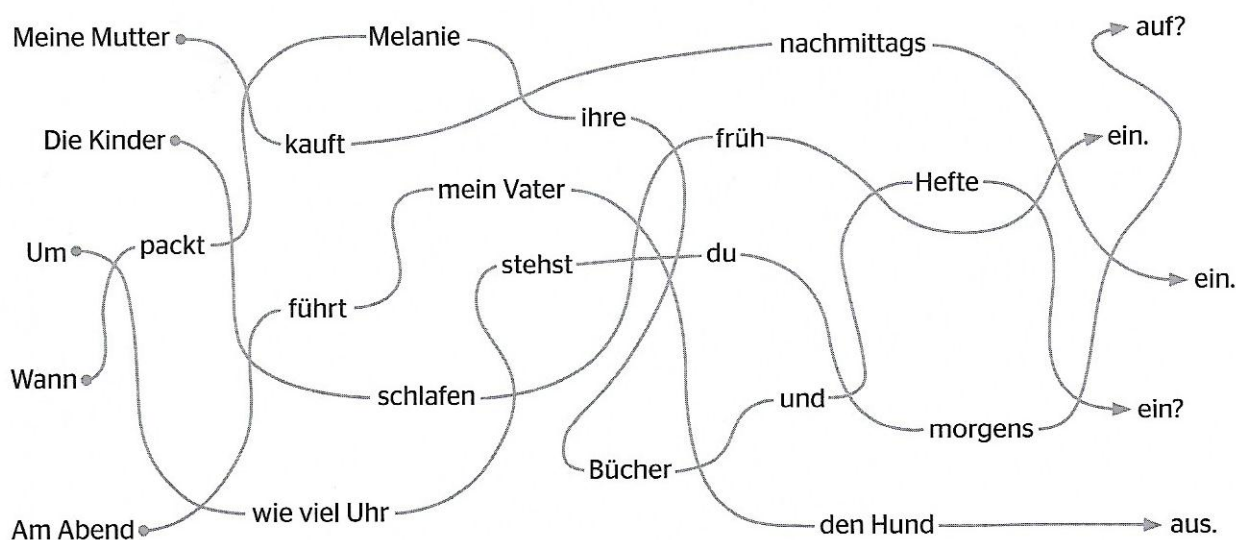 Meine Mutter kauft nachmittags ein.
Die Kinder schlafen früh ein.
Um wie viel Uhr stehst du morgens auf?
Wann packt Melanie ihre Bücher und Hefte ein?
Am Abend führt mein Vater den Hund aus.